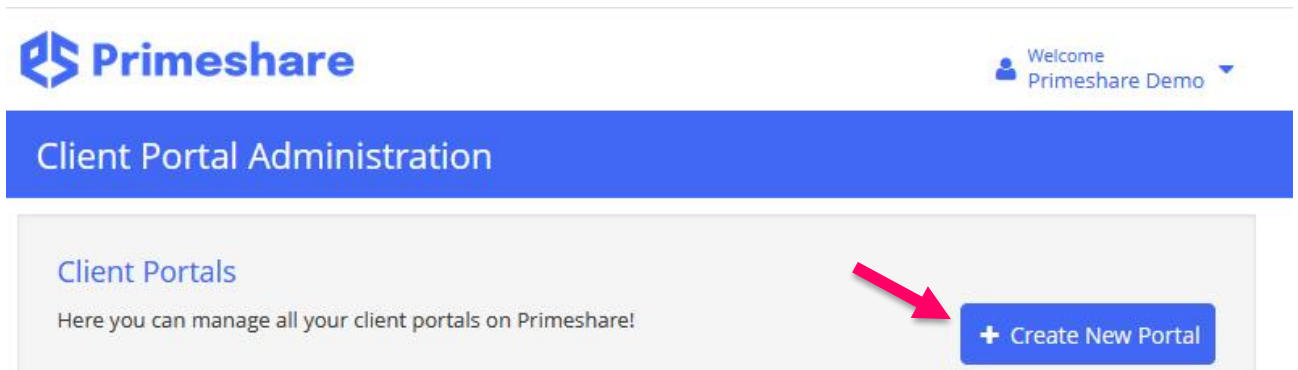 Primeshare
Welcome
Primeshare Demo
Client Portal Administration
Client Portals
Here you can manage all your client portals on Primeshare!
+ Create New Portal